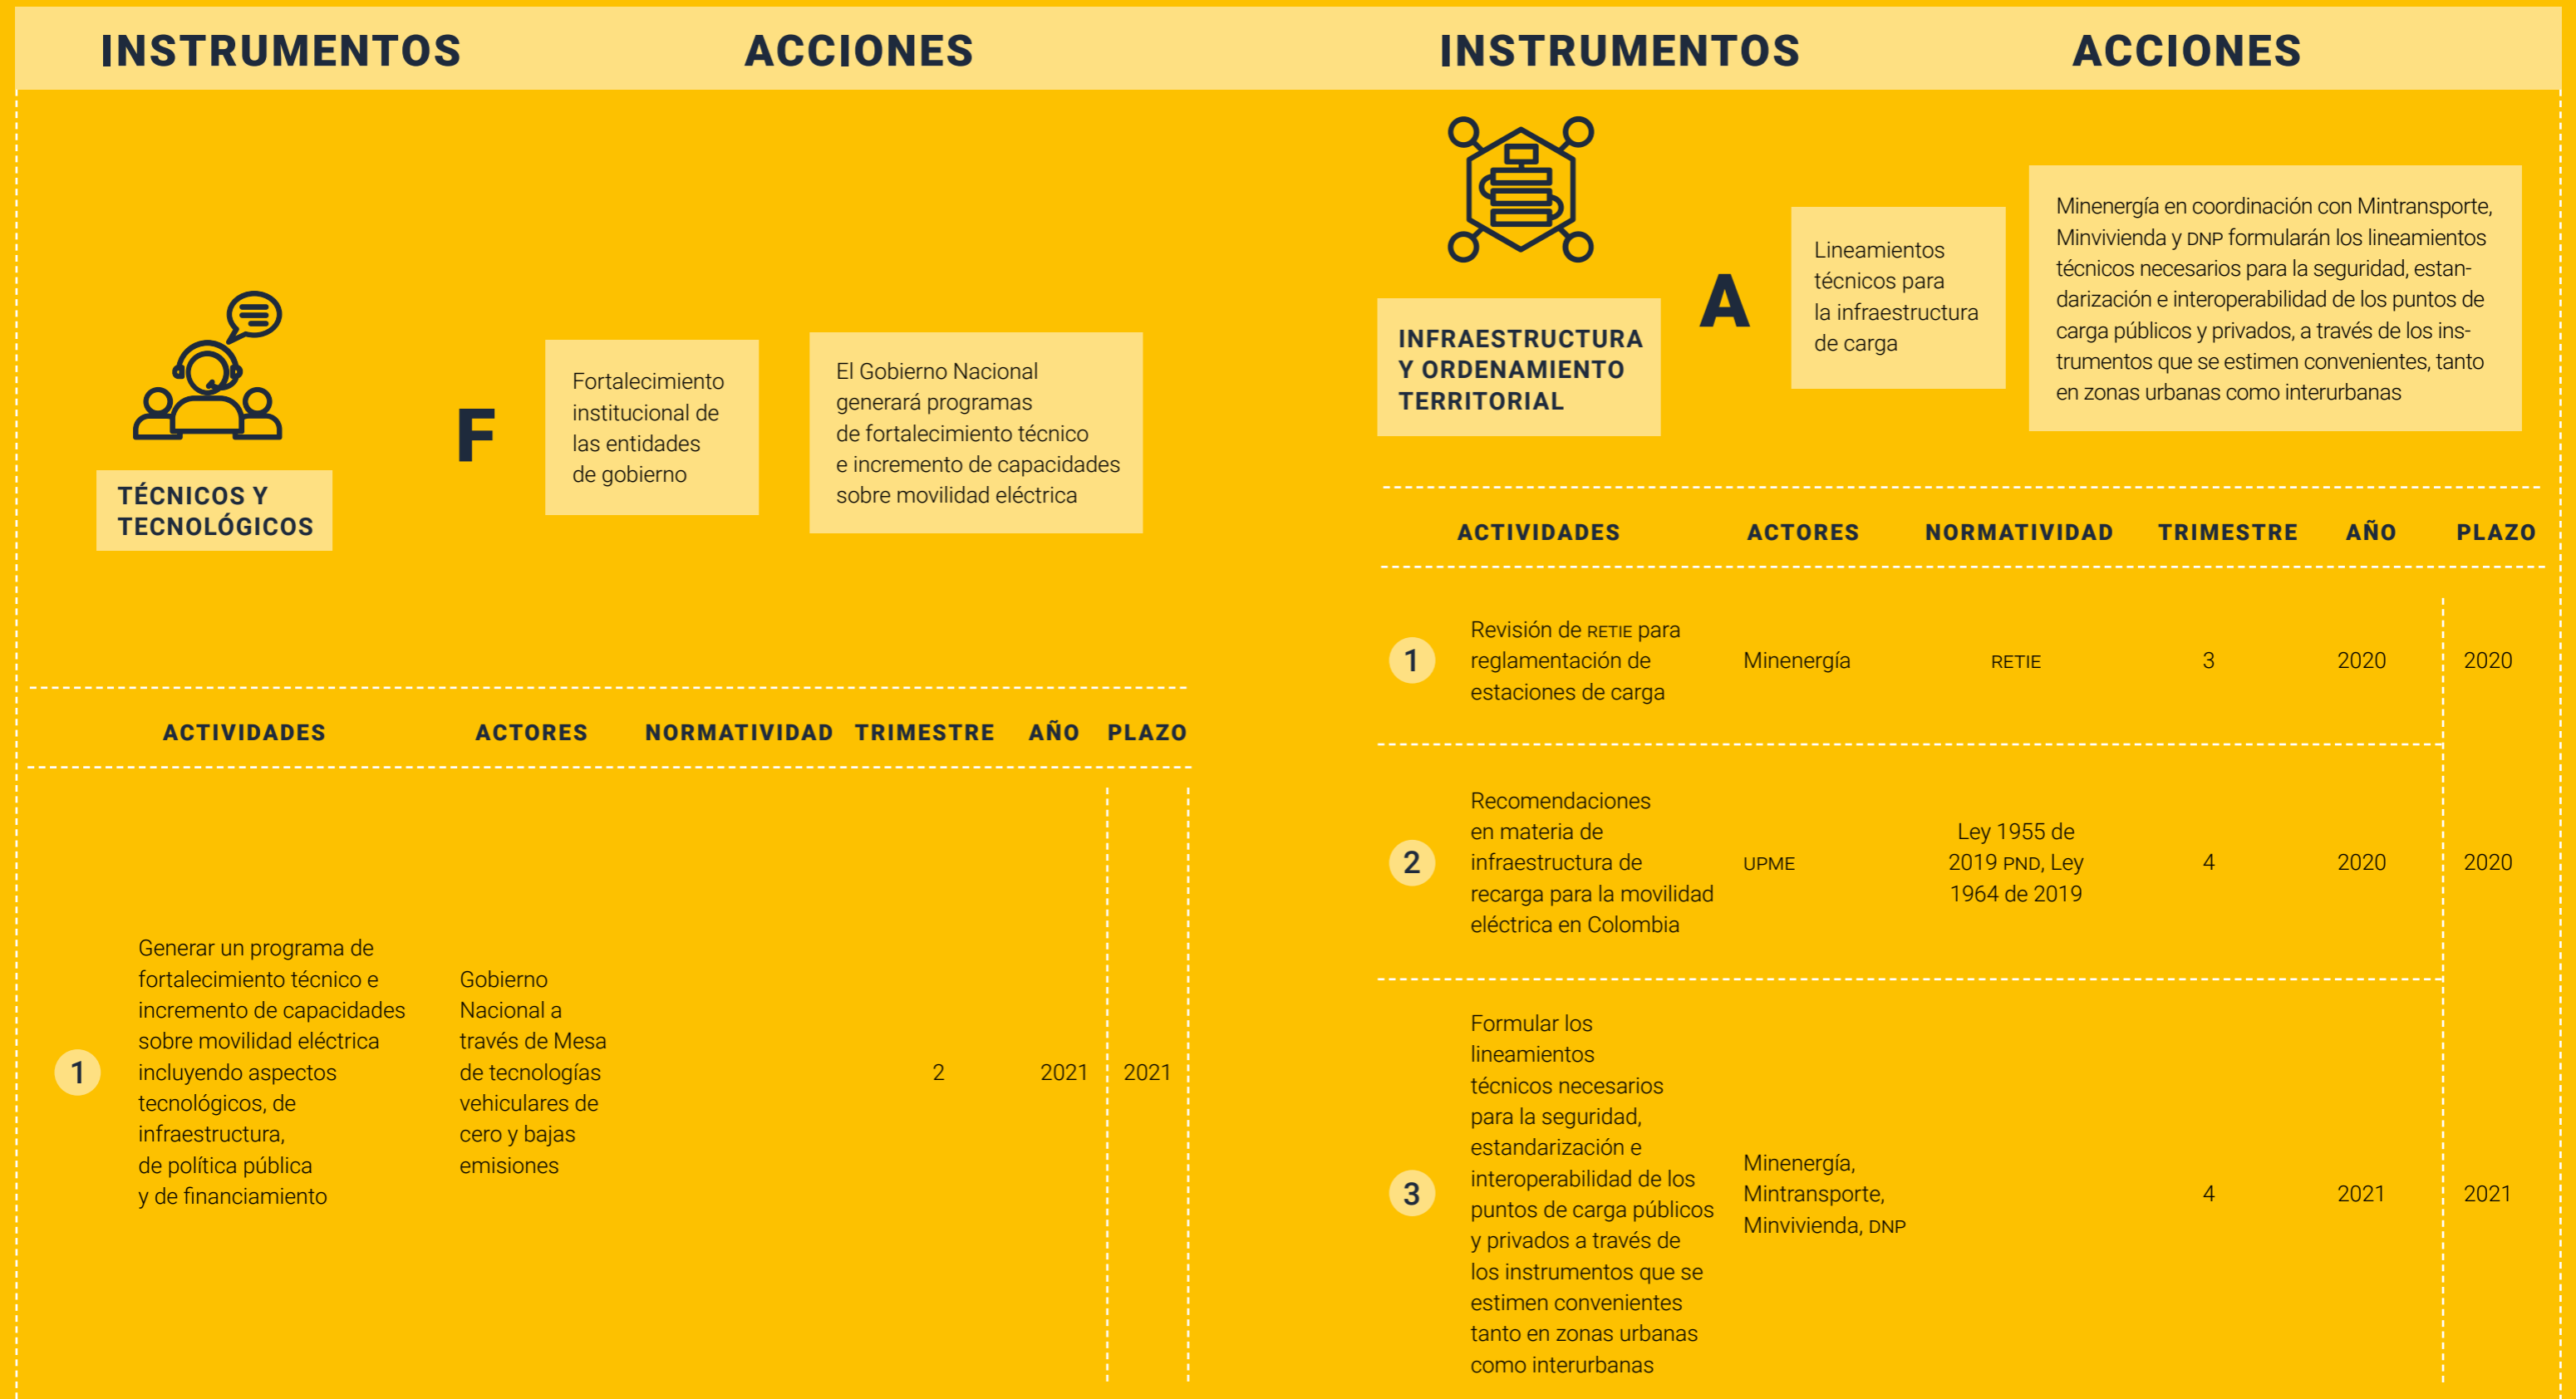 INSTRUMENTOS ACCIONES
TÉCNICOS Y
TECNOLÓGICOS
F
Fortalecimiento
institucional de
las entidades
de gobierno
El Gobierno Nacional
generará programas
de fortalecimiento técnico
e incremento de capacidades
sobre movilidad eléctrica
ACTIVIDADES ACTORES NORMATIVIDAD TRIMESTRE AÑO PLAZO
1
Generar un programa de
fortalecimiento técnico e
incremento de capacidades
sobre movilidad eléctrica
incluyendo aspectos
tecnológicos, de
infraestructura,
de política pública
y de financiamiento
Gobierno
Nacional a
través de Mesa
de tecnologías
vehiculares de
cero y bajas
emisiones
2 2021 2021
INSTRUMENTOS ACCIONES
INFRAESTRUCTURA
Y ORDENAMIENTO
TERRITORIAL
A
Lineamientos
técnicos para
la infraestructura
de carga
Minenergía en coordinación con Mintransporte,
Minvivienda y DNP formularán los lineamientos
técnicos necesarios para la seguridad, estan-
darización e interoperabilidad de los puntos de
carga públicos y privados, a través de los ins-
trumentos que se estimen convenientes, tanto
en zonas urbanas como interurbanas
ACTIVIDADES ACTORES NORMATIVIDAD TRIMESTRE AÑO PLAZO
1
Revisión de RETIE para
reglamentación de
estaciones de carga
Minenergía
RETIE
3 2020 2020
2
Recomendaciones
en materia de
infraestructura de
recarga para la movilidad
eléctrica en Colombia
UPME
Ley 1955 de
2019 PND, Ley
1964 de 2019
4 2020 2020
3
Formular los
lineamientos
técnicos necesarios
para la seguridad,
estandarización e
interoperabilidad de los
puntos de carga públicos
y privados a través de
los instrumentos que se
estimen convenientes
tanto en zonas urbanas
como interurbanas
Minenergía,
Mintransporte,
Minvivienda, DNP
4 2021 2021